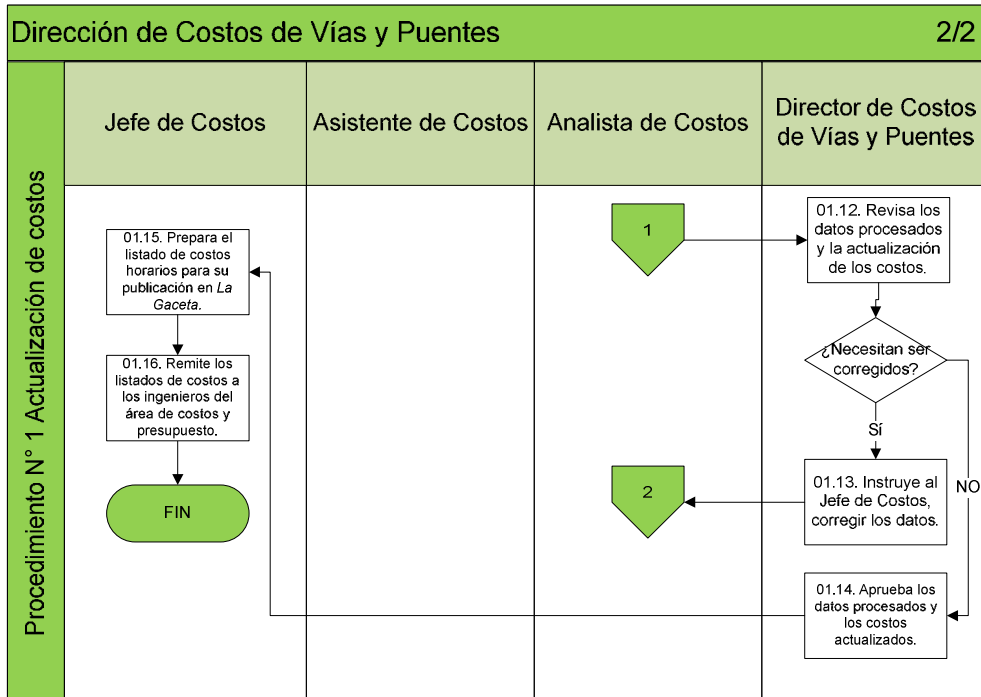 Dirección de Costos de Vías y Puentes 2/2
Procedimiento N° 1 Actualización de costos
Jefe de Costos
Asistente de Costos
Analista de Costos
Director de Costos
de Vías y Puentes
01.15. Prepara el
listado de costos
horarios para su
publicación en La
Gaceta.
01.16. Remite los
listados de costos a
los ingenieros del
área de costos y
presupuesto.
FIN
1
2
01.12. Revisa los
datos procesados
y la actualización
de los costos.
¿Necesitan ser
corregidos?
Sí
NO
01.13. Instruye al
Jefe de Costos,
corregir los datos.
01.14. Aprueba los
datos procesados y
los costos
actualizados.